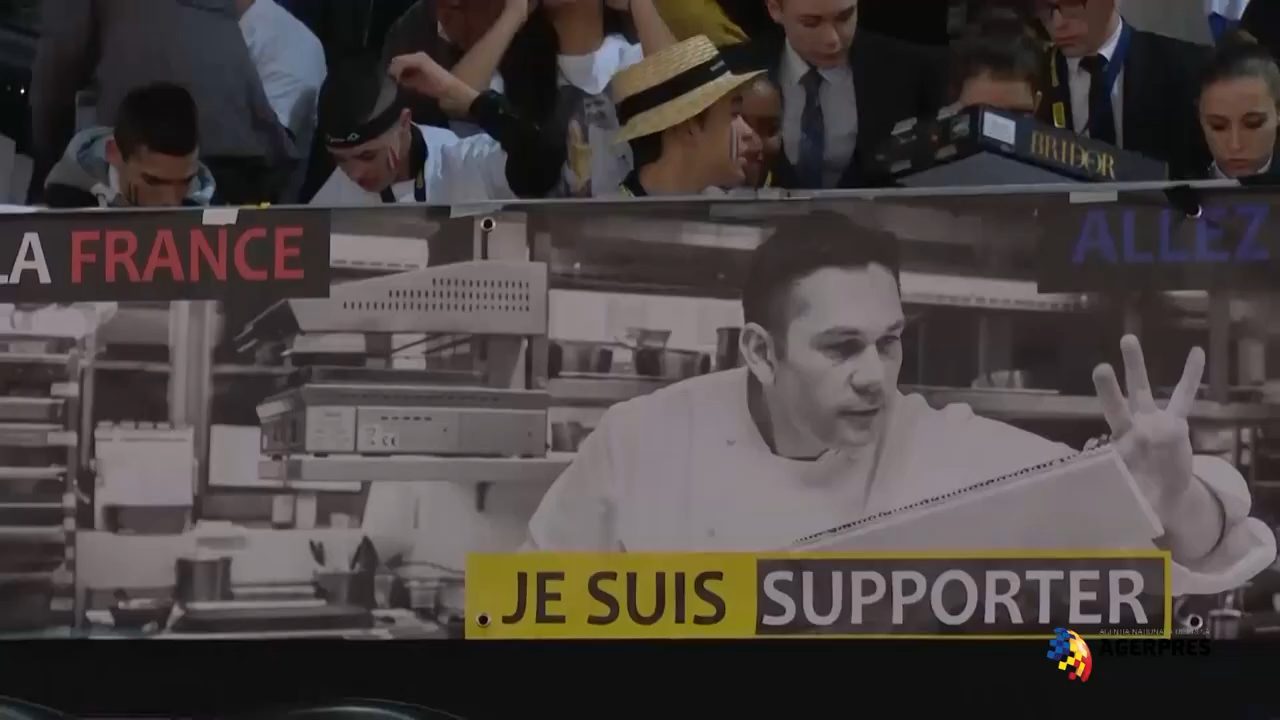 BRIDOR
LA FRANCE
ALLEZ
JE SUIS SUPPORTER
AGERPRES